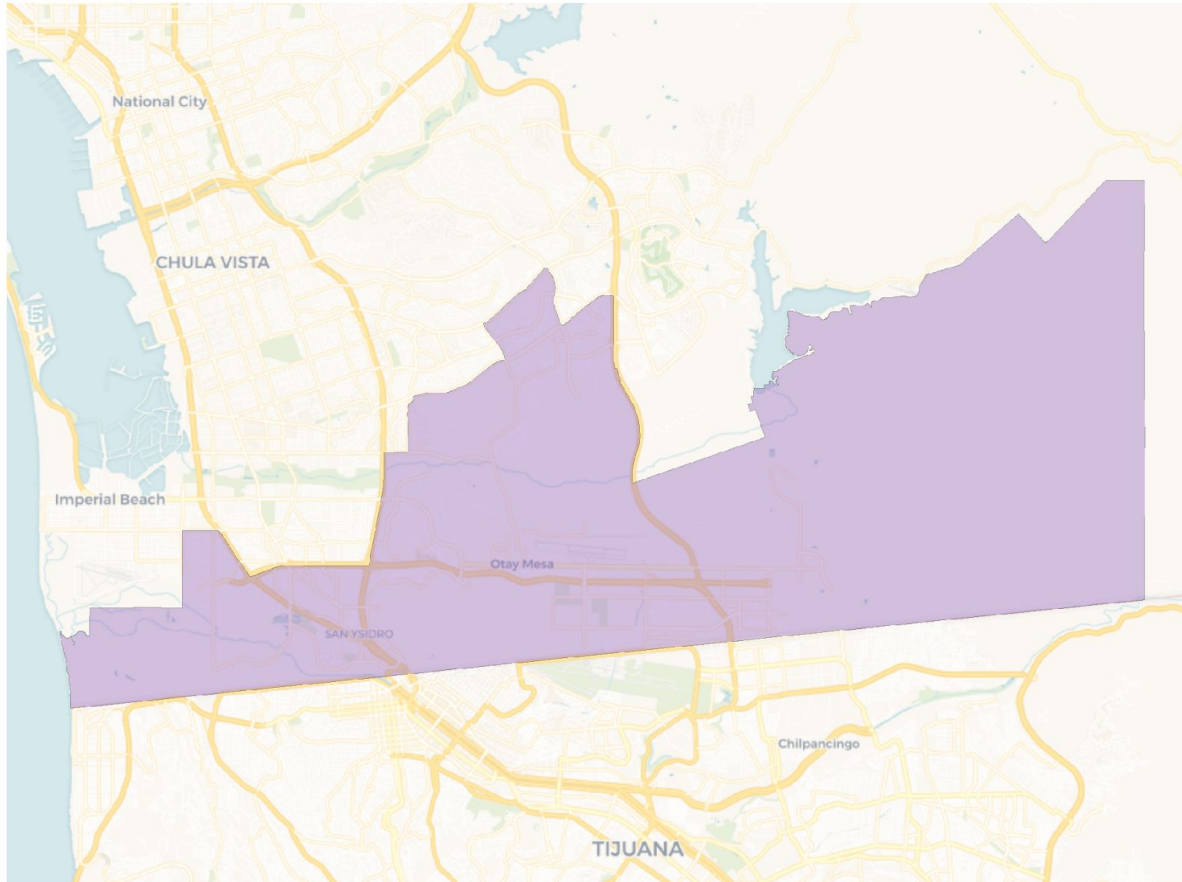 National City
CHULA VISTA
Imperial Beach
Otay Mesa
SAN YSIDRO
Chilpancingo
TIJUANA